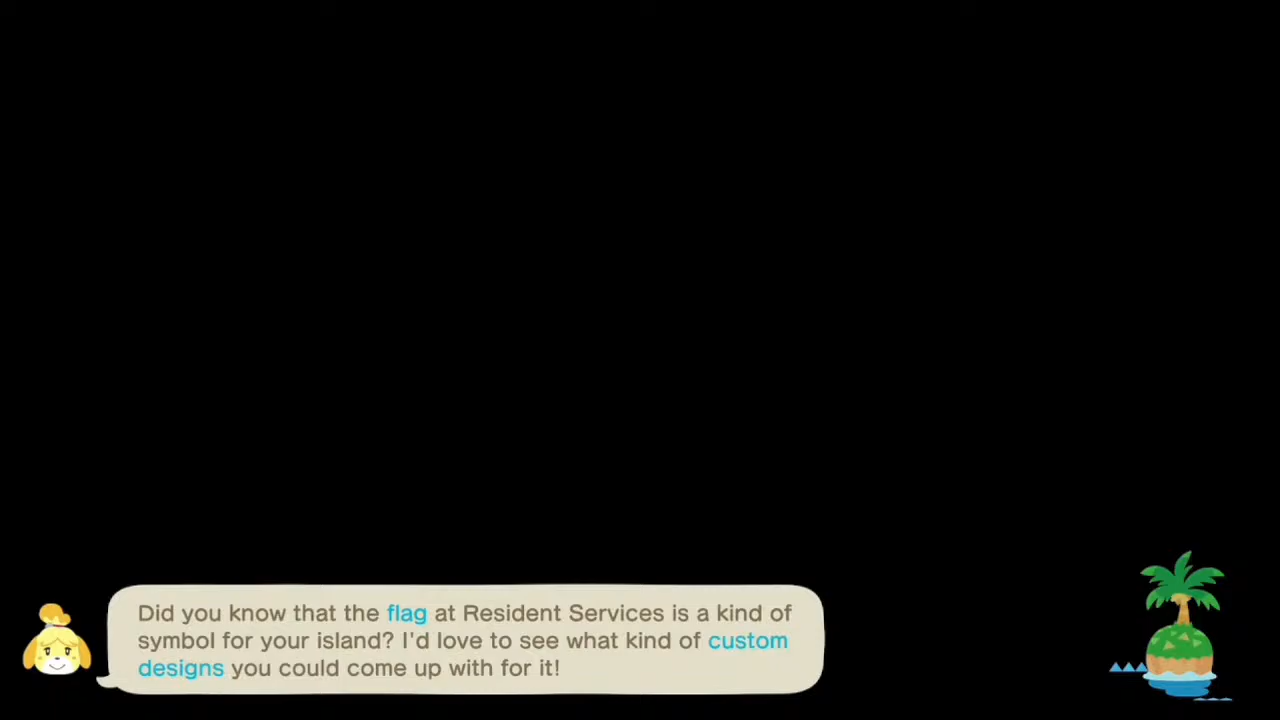 Did you know that the flag at Resident Services is a kind of
symbol for your island? I'd love to see what kind of custom
designs you could come up with for it!